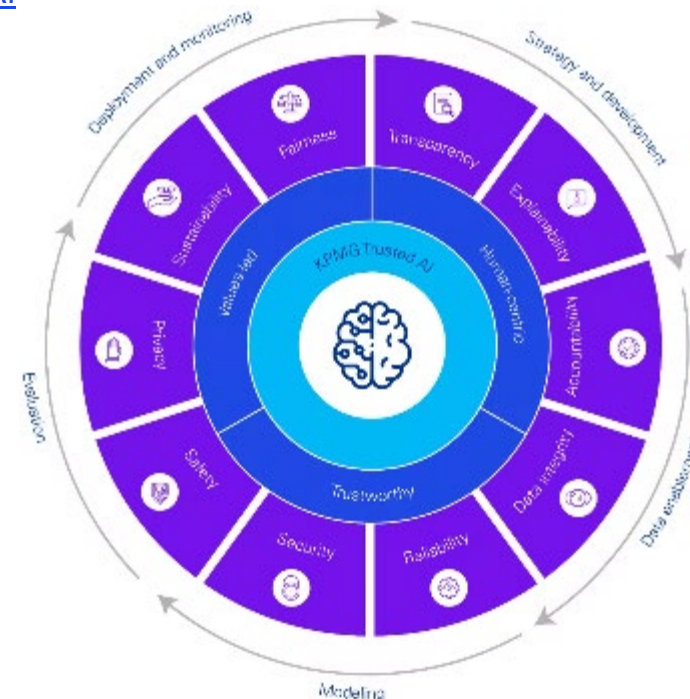 AI
Deployment and monitoring
Strategy and development
Fairness
Transparency
Sustainability
Explainability
Values led
KPMG Trusted AI
Human-centric
Privacy
Accountability
Evaluation
Safety
Data integrity
Trustworthy
Security
Reliability
Data
Modeling